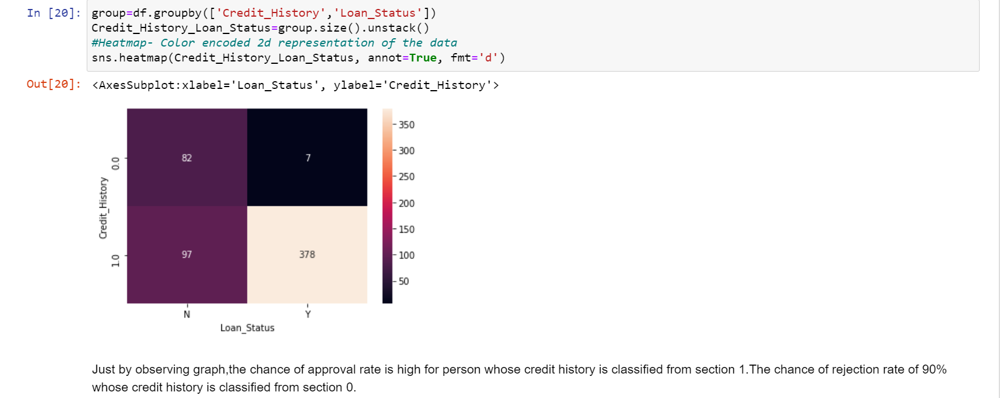 In [20]: group=df.groupby(['Credit_History','Loan_Status'])
Credit_History_Loan_Status=group.size().unstack()
#Heatmap- Color encoded 2d representation of the data
sns.heatmap(Credit_History_Loan_Status, annot=True, fmt='d')
Out[20]: <AxesSubplot:xlabel='Loan_Status', ylabel='Credit_History'>
Credit_History
0.0
1.0
82 7
97 378
N Y
Loan_Status
350
300
250
200
150
100
50
Just by observing graph,the chance of approval rate is high for person whose credit history is classified from section 1.The chance of rejection rate of 90%
whose credit history is classified from section 0.